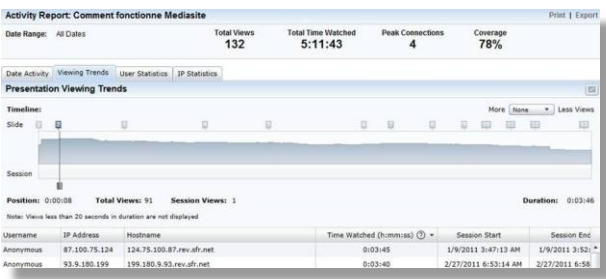 Activity Report: Comment fonctionne Mediasite
Print | Export
Date Range: All Dates
Total Views
132
Total Time Watched
5:11:43
Peak Connections
4
Coverage
78%
Date Activity Viewing Trends User Statistics IP Statistics
Presentation Viewing Trends
Timeline:
More None Less Views
Slide
Session
Position: 0:00:08 Total Views: 91 Session Views: 1 Duration: 0:03:46
Note: Views less than 20 seconds in duration are not displayed
Username IP Address Hostname Time Watched (h:mm:ss) Session Start Session End
Anonymous 87.100.75.124 124.75.100.87.rev.sfr.net 0:03:45 1/9/2011 3:47:13 AM 1/9/2011 3:52:
Anonymous 93.9.180.199 199.180.9.93.rev.sfr.net 0:03:40 2/27/2011 6:53:14 AM 2/27/2011 6:58